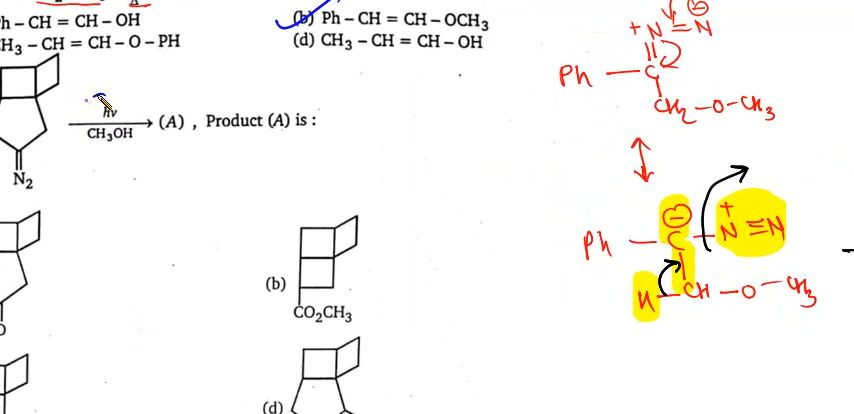 h – CH = CH – OH
(b) Ph – CH = CH – OCH₃
H₃ – CH = CH – O – PH
(d) CH₃ – CH = CH – OH
hν
CH₃OH
(A) , Product (A) is :
N₂
(b)
CO₂CH₃
(d)
+N=N ⊖
Ph – C
CH₂–O–CH₃
⊖ +
Ph – C – N≡N
H – CH – O – CH₃